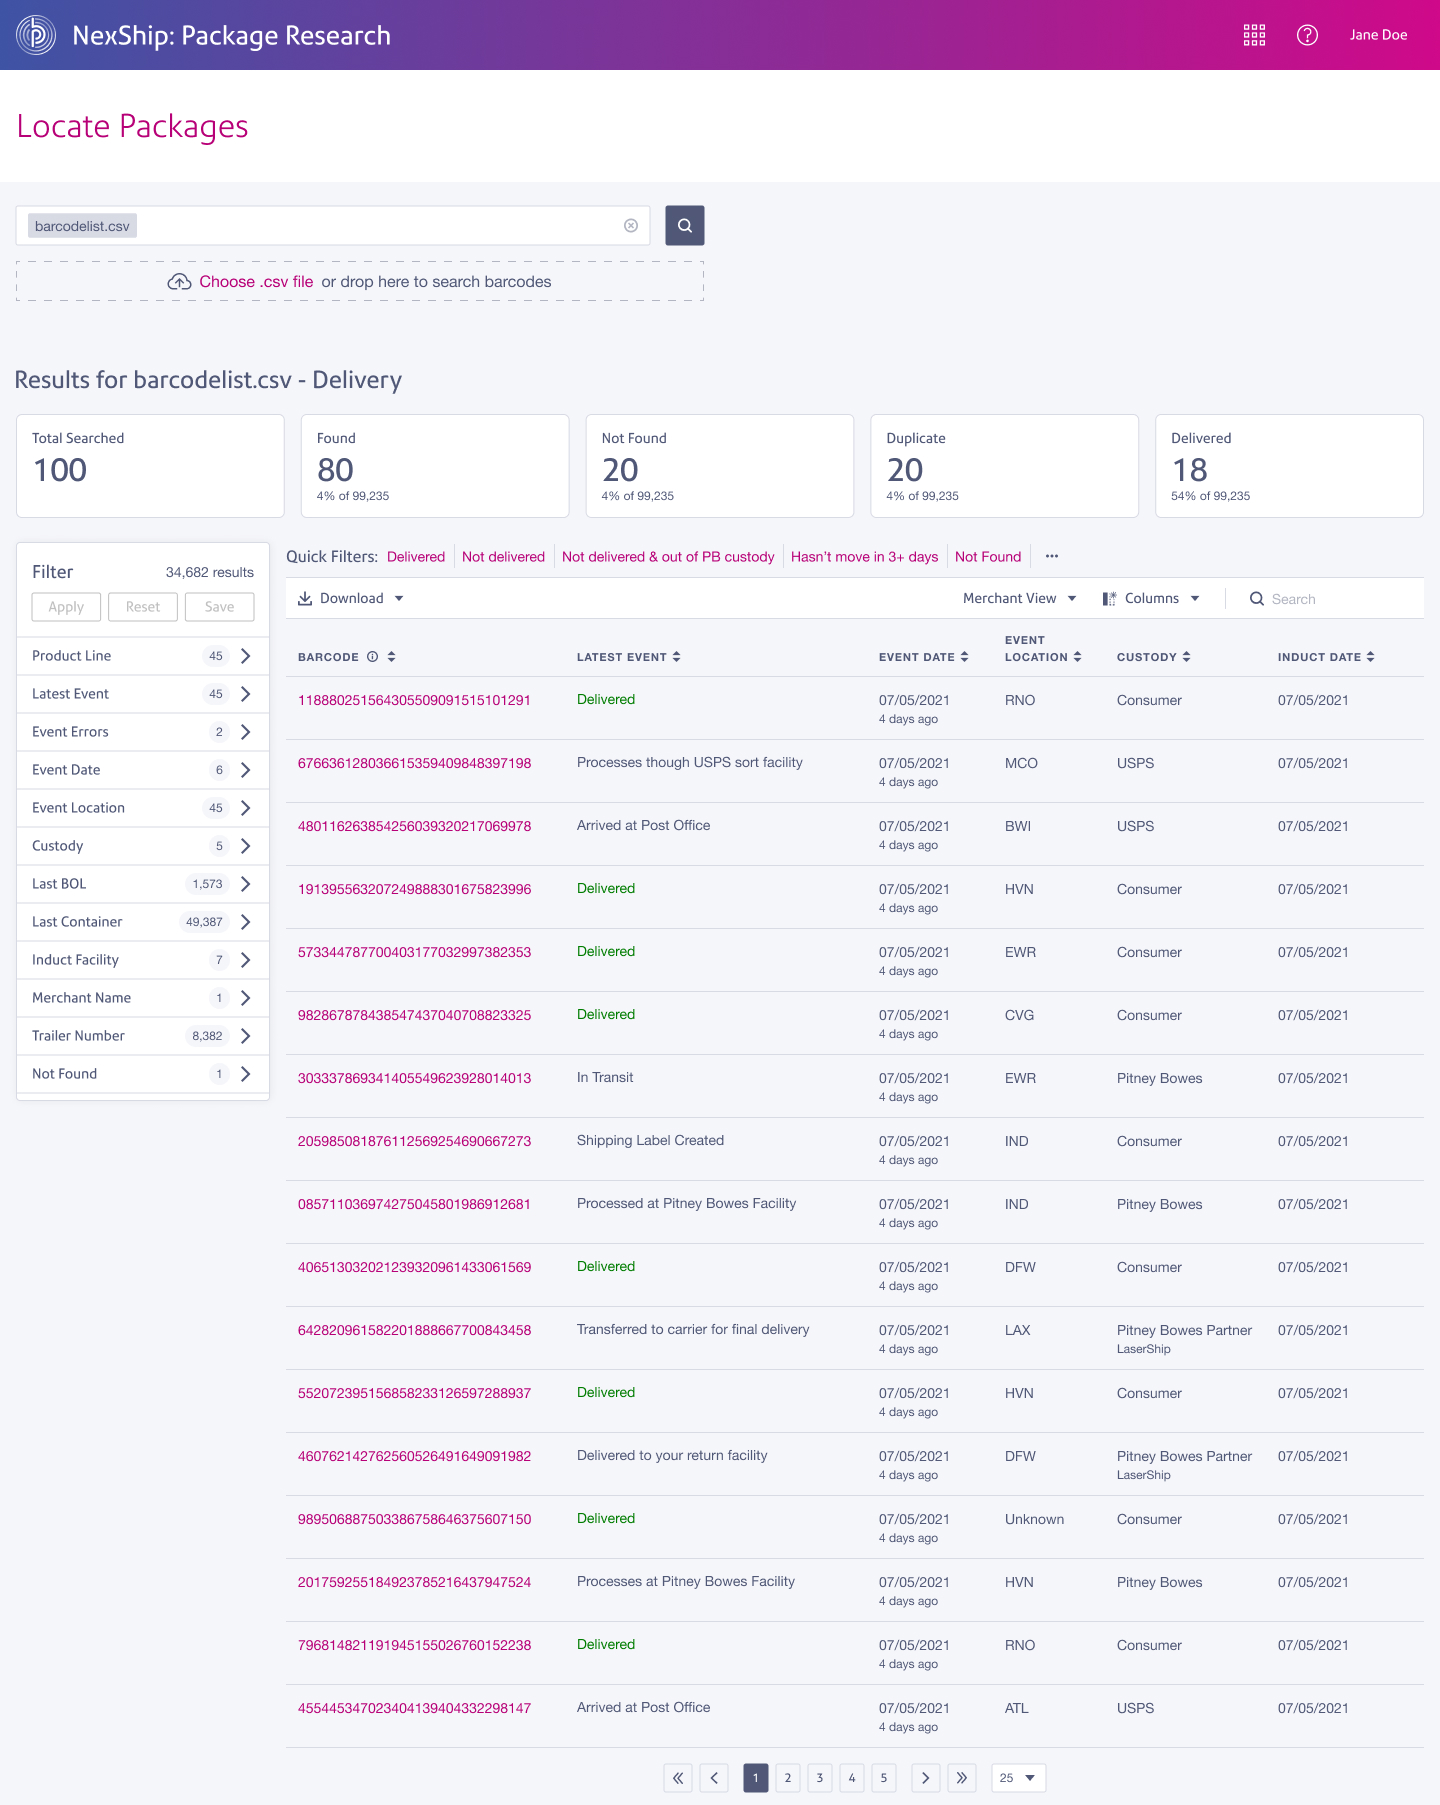 NexShip: Package Research
Jane Doe
Locate Packages
barcodelist.csv
Choose .csv file or drop here to search barcodes
Results for barcodelist.csv - Delivery
Total Searched
100
Found
80
4% of 99,235
Not Found
20
4% of 99,235
Duplicate
20
4% of 99,235
Delivered
18
54% of 99,235
Filter 34,682 results
Apply Reset Save
Product Line 45
Latest Event 45
Event Errors 2
Event Date 6
Event Location 45
Custody 5
Last BOL 1,573
Last Container 49,387
Induct Facility 7
Merchant Name 1
Trailer Number 8,382
Not Found 1
Quick Filters: Delivered Not delivered Not delivered & out of PB custody Hasn't move in 3+ days Not Found ...
Download Merchant View Columns Search
BARCODE LATEST EVENT EVENT DATE EVENT LOCATION CUSTODY INDUCT DATE
118880251564305509091515101291 Delivered 07/05/2021 RNO Consumer 07/05/2021
4 days ago
676636128036615359409848397198 Processes though USPS sort facility 07/05/2021 MCO USPS 07/05/2021
4 days ago
480116263854256039320217069978 Arrived at Post Office 07/05/2021 BWI USPS 07/05/2021
4 days ago
191395563207249888301675823996 Delivered 07/05/2021 HVN Consumer 07/05/2021
4 days ago
573344787700403177032997382353 Delivered 07/05/2021 EWR Consumer 07/05/2021
4 days ago
982867878438547437040708823325 Delivered 07/05/2021 CVG Consumer 07/05/2021
4 days ago
303337869341405549623928014013 In Transit 07/05/2021 EWR Pitney Bowes 07/05/2021
4 days ago
205985081876112569254690667273 Shipping Label Created 07/05/2021 IND Consumer 07/05/2021
4 days ago
085711036974275045801986912681 Processed at Pitney Bowes Facility 07/05/2021 IND Pitney Bowes 07/05/2021
4 days ago
406513032021239320961433061569 Delivered 07/05/2021 DFW Consumer 07/05/2021
4 days ago
642820961582201888667700843458 Transferred to carrier for final delivery 07/05/2021 LAX Pitney Bowes Partner 07/05/2021
4 days ago LaserShip
552072395156858233126597288937 Delivered 07/05/2021 HVN Consumer 07/05/2021
4 days ago
460762142762560526491649091982 Delivered to your return facility 07/05/2021 DFW Pitney Bowes Partner 07/05/2021
4 days ago LaserShip
989506887503386758646375607150 Delivered 07/05/2021 Unknown Consumer 07/05/2021
4 days ago
201759255184923785216437947524 Processes at Pitney Bowes Facility 07/05/2021 HVN Pitney Bowes 07/05/2021
4 days ago
796814821191945155026760152238 Delivered 07/05/2021 RNO Consumer 07/05/2021
4 days ago
455445347023404139404332298147 Arrived at Post Office 07/05/2021 ATL USPS 07/05/2021
4 days ago
1 2 3 4 5 25